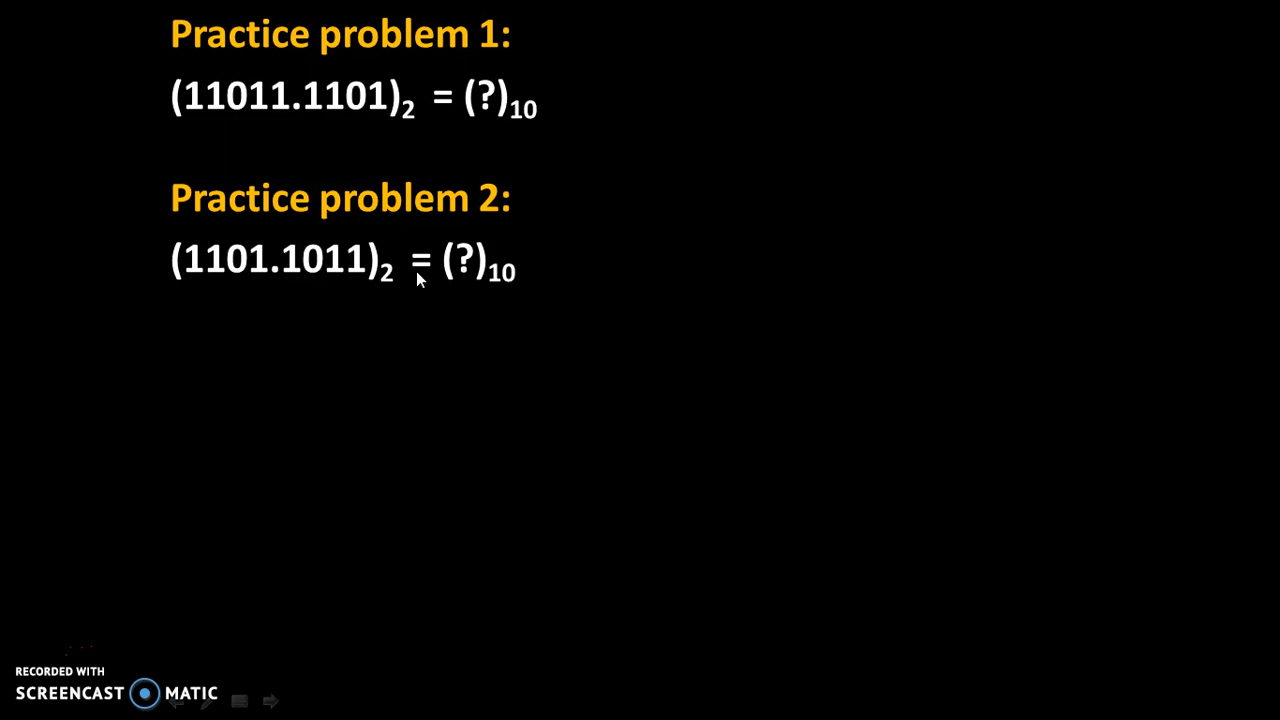 Practice problem 1:
(11011.1101)₂ = (?)₁₀
Practice problem 2:
(1101.1011)₂ = (?)₁₀
RECORDED WITH
SCREENCAST MATIC